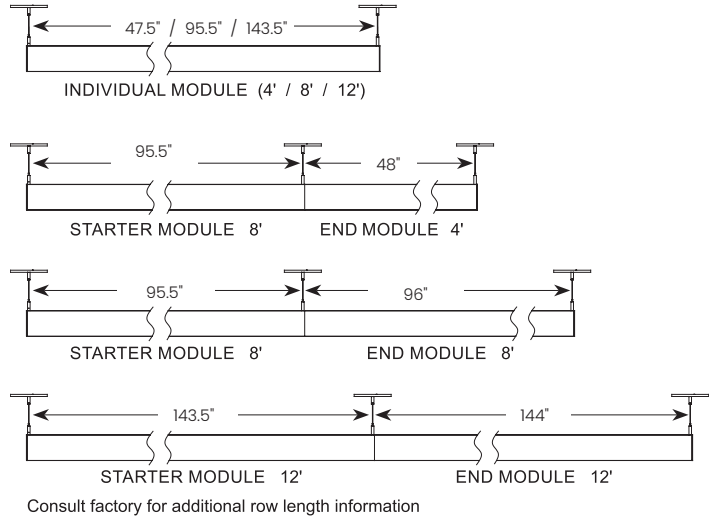 47.5" / 95.5" / 143.5"
INDIVIDUAL MODULE (4' / 8' / 12')
95.5" 48"
STARTER MODULE 8' END MODULE 4'
95.5" 96"
STARTER MODULE 8' END MODULE 8'
143.5" 144"
STARTER MODULE 12' END MODULE 12'
Consult factory for additional row length information